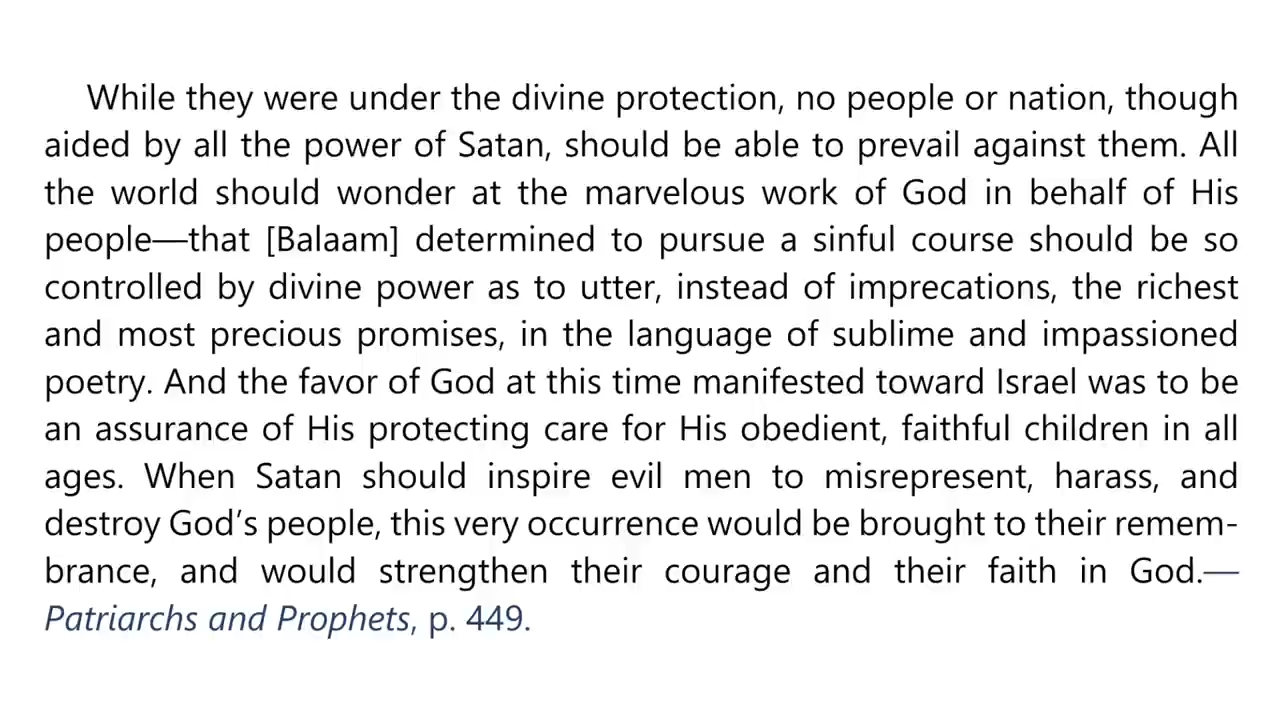 While they were under the divine protection, no people or nation, though
aided by all the power of Satan, should be able to prevail against them. All
the world should wonder at the marvelous work of God in behalf of His
people—that [Balaam] determined to pursue a sinful course should be so
controlled by divine power as to utter, instead of imprecations, the richest
and most precious promises, in the language of sublime and impassioned
poetry. And the favor of God at this time manifested toward Israel was to be
an assurance of His protecting care for His obedient, faithful children in all
ages. When Satan should inspire evil men to misrepresent, harass, and
destroy God’s people, this very occurrence would be brought to their remem-
brance, and would strengthen their courage and their faith in God.—
Patriarchs and Prophets, p. 449.